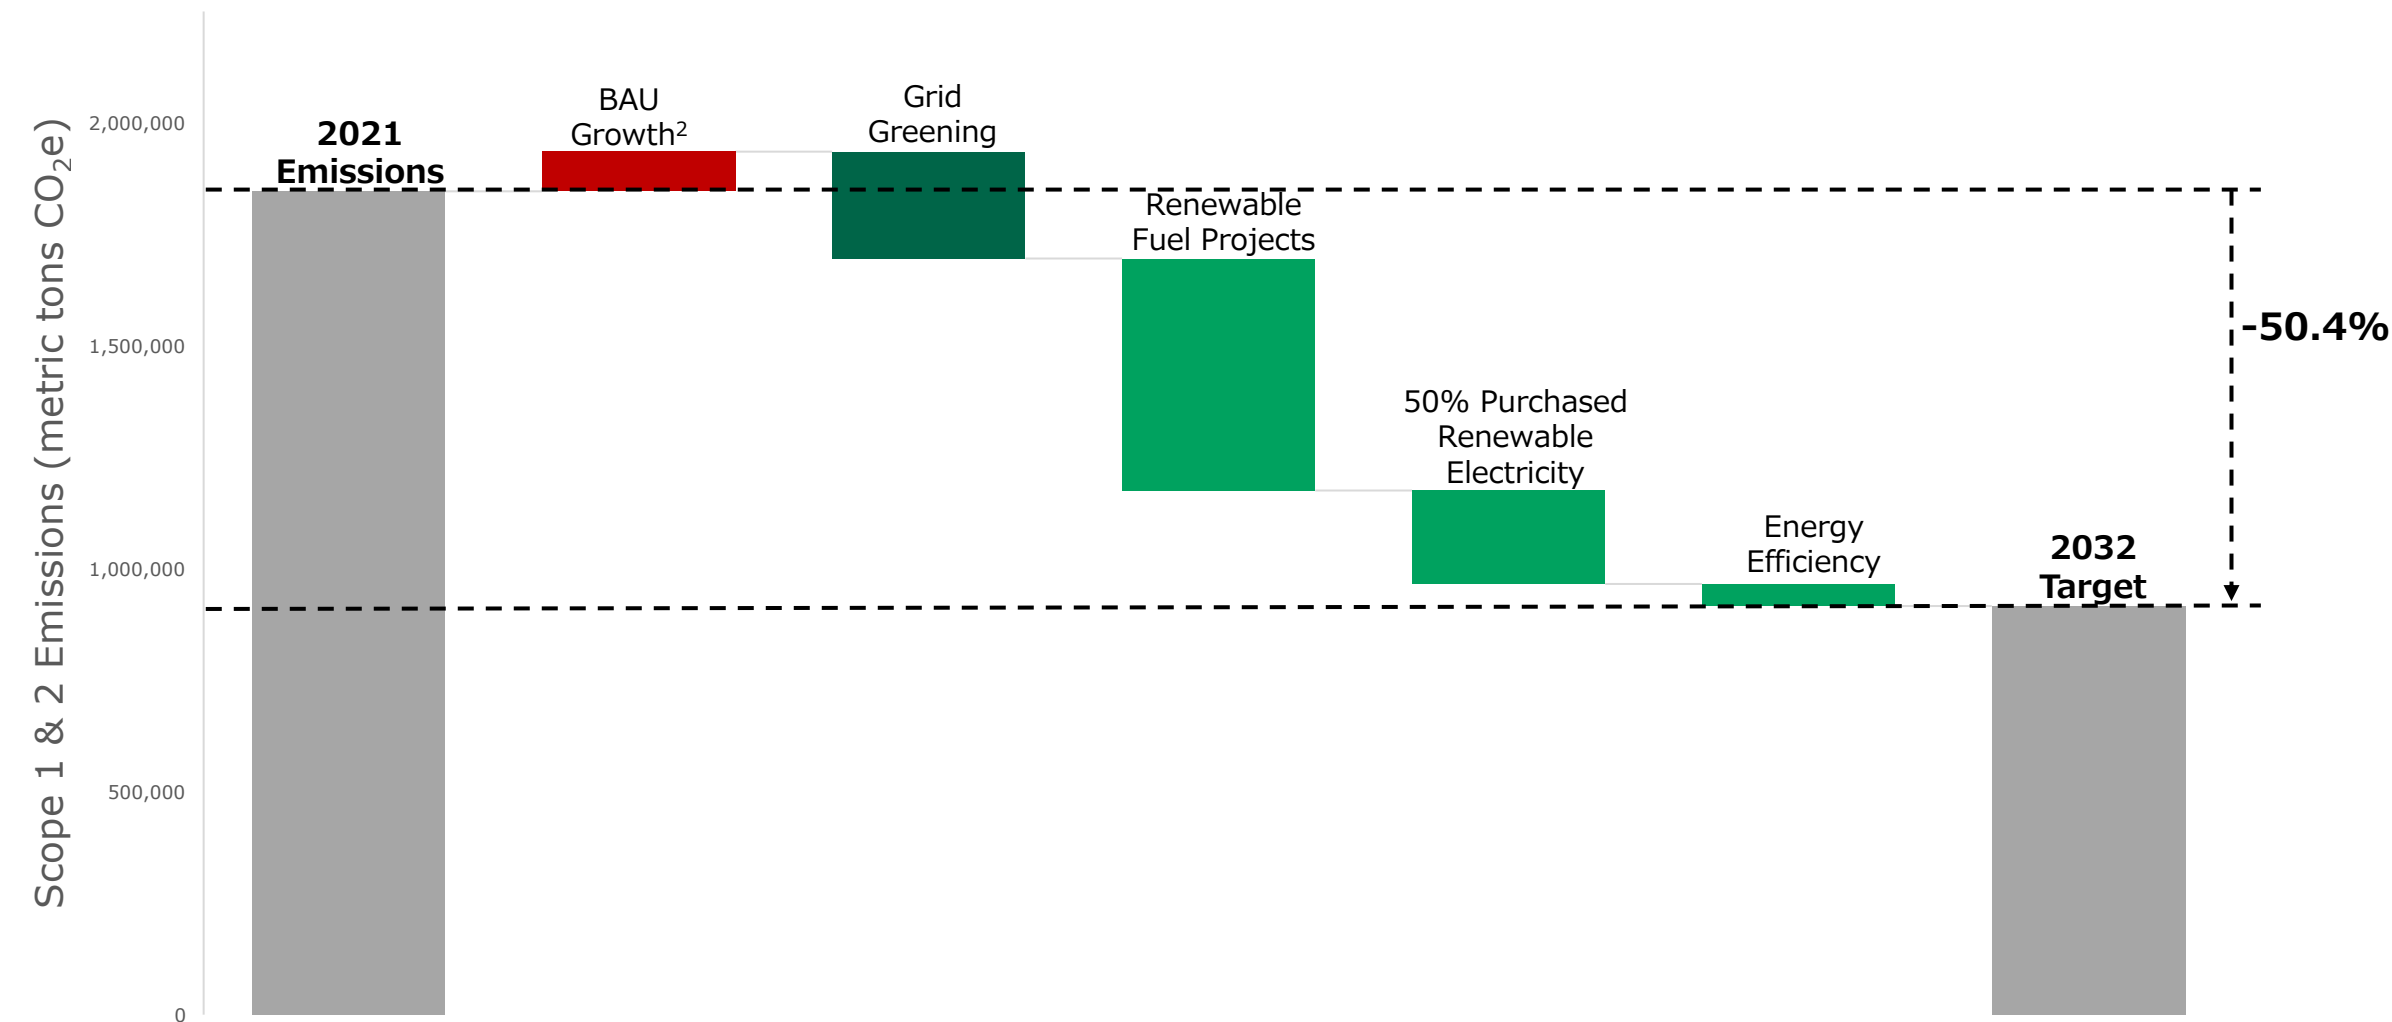 Scope 1 & 2 Emissions (metric tons CO₂e)
2,000,000
1,500,000
1,000,000
500,000
0
2021
Emissions
BAU
Growth²
Grid
Greening
Renewable
Fuel Projects
50% Purchased
Renewable
Electricity
Energy
Efficiency
2032
Target
-50.4%